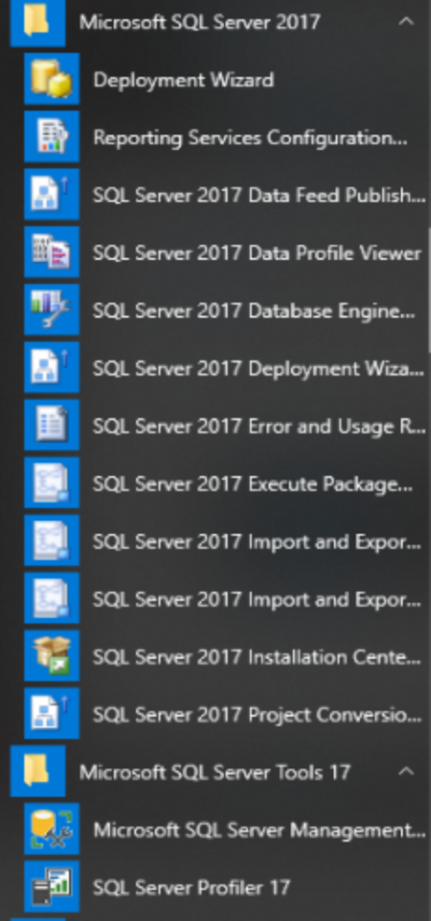 Microsoft SQL Server 2017
Deployment Wizard
Reporting Services Configuration...
SQL Server 2017 Data Feed Publish...
SQL Server 2017 Data Profile Viewer
SQL Server 2017 Database Engine...
SQL Server 2017 Deployment Wiza...
SQL Server 2017 Error and Usage R...
SQL Server 2017 Execute Package...
SQL Server 2017 Import and Expor...
SQL Server 2017 Import and Expor...
SQL Server 2017 Installation Cente...
SQL Server 2017 Project Conversio...
Microsoft SQL Server Tools 17
Microsoft SQL Server Management...
SQL Server Profiler 17